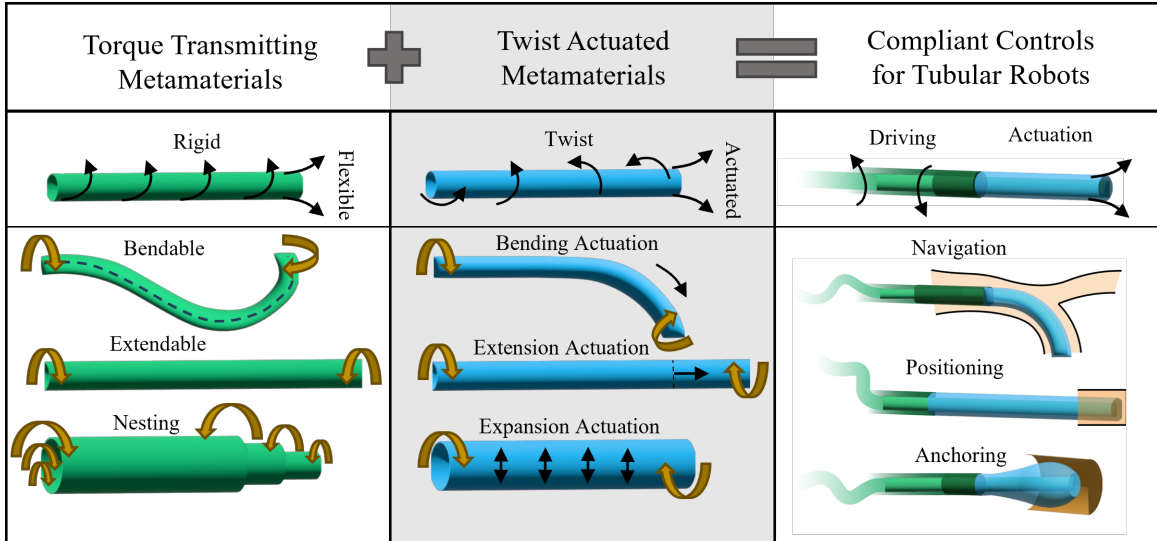 Torque Transmitting
Metamaterials
Twist Actuated
Metamaterials
Compliant Controls
for Tubular Robots
Rigid
Flexible
Twist
Actuated
Driving
Actuation
Bendable
Extendable
Nesting
Bending Actuation
Extension Actuation
Expansion Actuation
Navigation
Positioning
Anchoring